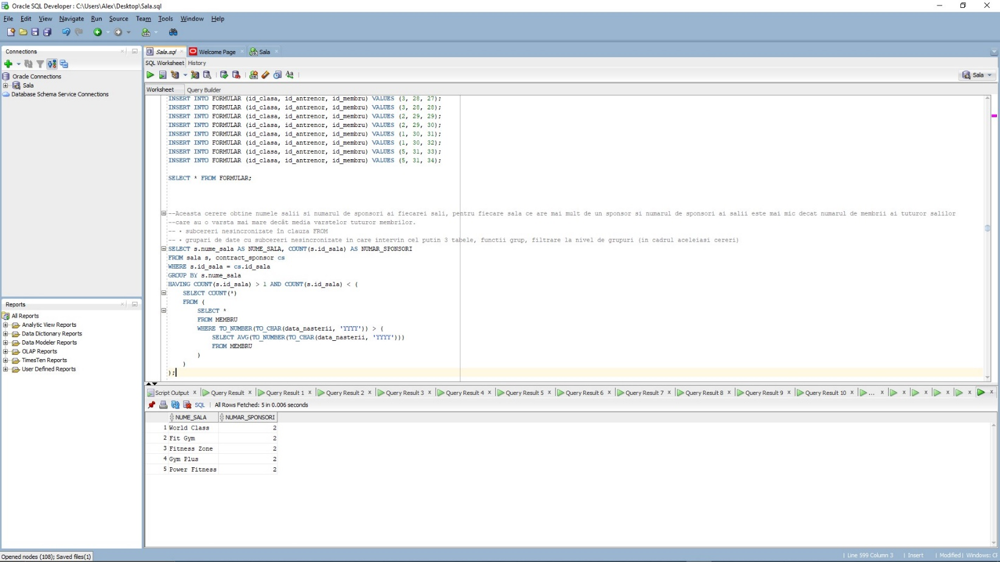 Oracle SQL Developer : C:\Users\Alex\Desktop\Sala.sql
File Edit View Navigate Run Source Team Tools Window Help
Connections
Oracle Connections
Sala
Database Schema Service Connections
Reports
All Reports
Analytic View Reports
Data Dictionary Reports
Data Modeler Reports
OLAP Reports
TimesTen Reports
User Defined Reports
Sala.sql Welcome Page Sala
SQL Worksheet History
Aa
Sala
Worksheet Query Builder
INSERT INTO FORMULAR (id_clasa, id_antrenor, id_membru) VALUES (3, 28, 27);
INSERT INTO FORMULAR (id_clasa, id_antrenor, id_membru) VALUES (3, 28, 28);
INSERT INTO FORMULAR (id_clasa, id_antrenor, id_membru) VALUES (2, 29, 29);
INSERT INTO FORMULAR (id_clasa, id_antrenor, id_membru) VALUES (2, 29, 30);
INSERT INTO FORMULAR (id_clasa, id_antrenor, id_membru) VALUES (1, 30, 31);
INSERT INTO FORMULAR (id_clasa, id_antrenor, id_membru) VALUES (1, 30, 32);
INSERT INTO FORMULAR (id_clasa, id_antrenor, id_membru) VALUES (5, 31, 33);
INSERT INTO FORMULAR (id_clasa, id_antrenor, id_membru) VALUES (5, 31, 34);
SELECT * FROM FORMULAR;
--Aceasta cerere obtine numele salii si numarul de sponsori ai fiecarei sali, pentru fiecare sala ce are mai mult de un sponsor si numarul de sponsori ai salii este mai mic decat numarul de membrii ai tuturor salilor
--care au o varsta mai mare decât media varstelor tuturor membrilor.
-- • subcereri nesincronizate în clauza FROM
-- • grupari de date cu subcereri nesincronizate in care intervin cel putin 3 tabele, functii grup, filtrare la nivel de grupuri (in cadrul aceleiasi cereri)
SELECT s.nume_sala AS NUME_SALA, COUNT(s.id_sala) AS NUMAR_SPONSORI
FROM sala s, contract_sponsor cs
WHERE s.id_sala = cs.id_sala
GROUP BY s.nume_sala
HAVING COUNT(s.id_sala) > 1 AND COUNT(s.id_sala) < (
SELECT COUNT(*)
FROM (
SELECT *
FROM MEMBRU
WHERE TO_NUMBER(TO_CHAR(data_nasterii, 'YYYY')) > (
SELECT AVG(TO_NUMBER(TO_CHAR(data_nasterii, 'YYYY')))
FROM MEMBRU
)
)
);
Script Output Query Result Query Result 1 Query Result 2 Query Result 3 Query Result 4 Query Result 5 Query Result 6 Query Result 7 Query Result 8 Query Result 9 Query Result 10 ...
SQL All Rows Fetched: 5 in 0.006 seconds
NUME_SALA NUMAR_SPONSORI
1 World Class 2
2 Fit Gym 2
3 Fitness Zone 2
4 Gym Plus 2
5 Power Fitness 2
Opened nodes (108); Saved files(1)
Line 599 Column 3 Insert Modified Windows: